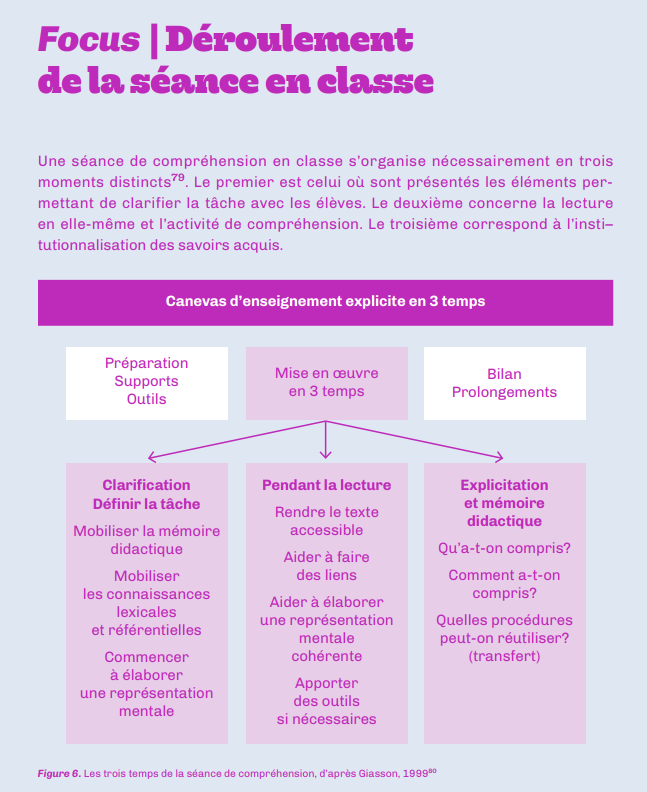 Focus | Déroulement
de la séance en classe
Une séance de compréhension en classe s’organise nécessairement en trois
moments distincts⁷⁹. Le premier est celui où sont présentés les éléments per-
mettant de clarifier la tâche avec les élèves. Le deuxième concerne la lecture
en elle-même et l’activité de compréhension. Le troisième correspond à l’insti–
tutionnalisation des savoirs acquis.
Canevas d’enseignement explicite en 3 temps
Préparation
Supports
Outils
Mise en œuvre
en 3 temps
Bilan
Prolongements
Clarification
Définir la tâche
Mobiliser la mémoire
didactique
Mobiliser
les connaissances
lexicales
et référentielles
Commencer
à élaborer
une représentation
mentale
Pendant la lecture
Rendre le texte
accessible
Aider à faire
des liens
Aider à élaborer
une représentation
mentale
cohérente
Apporter
des outils
si nécessaires
Explicitation
et mémoire
didactique
Qu’a-t-on compris?
Comment a-t-on
compris?
Quelles procédures
peut-on réutiliser?
(transfert)
Figure 6. Les trois temps de la séance de compréhension, d’après Giasson, 1999⁸⁰